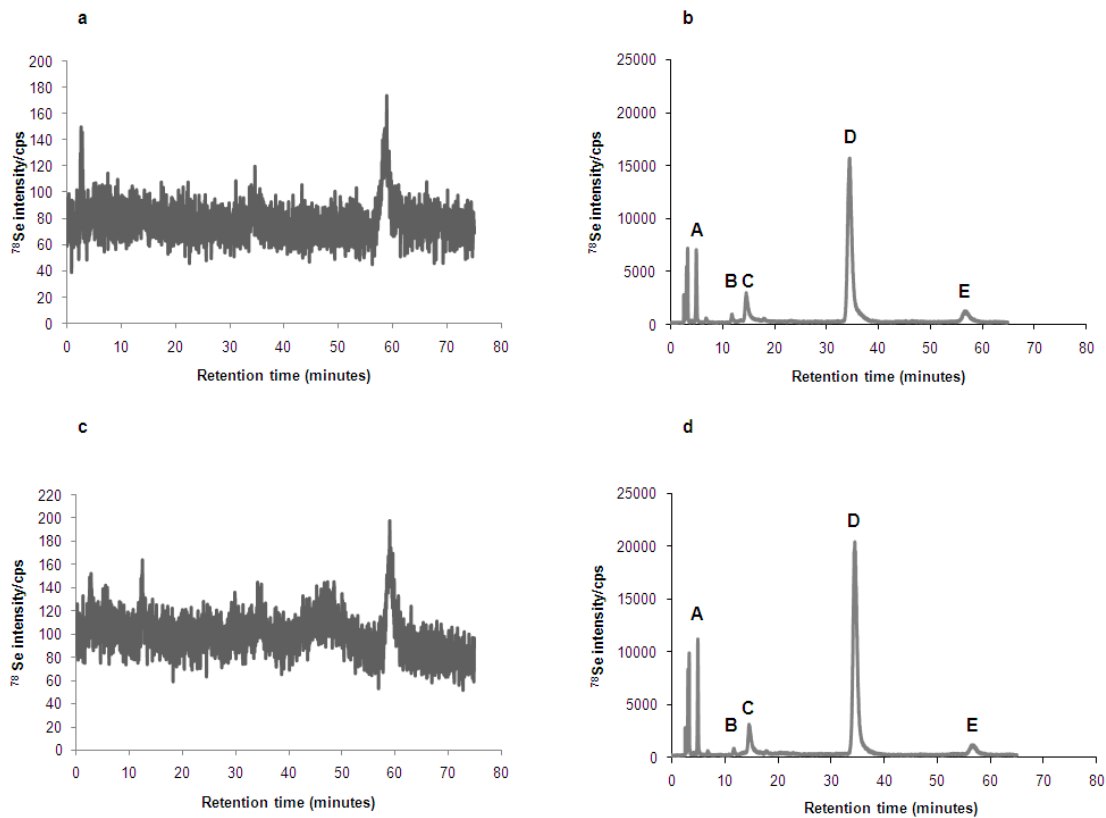 a
200
180
160
140
120
100
80
60
40
20
0
0 10 20 30 40 50 60 70 80
⁷⁸Se intensity/cps
Retention time (minutes)
b
25000
20000
15000
10000
5000
0
0 10 20 30 40 50 60 70 80
⁷⁸Se intensity/cps
Retention time (minutes)
A
B C
D
E
c
220
200
180
160
140
120
100
80
60
40
20
0
0 10 20 30 40 50 60 70 80
⁷⁸ Se intensity/cps
Retention time (minutes)
d
25000
20000
15000
10000
5000
0
0 10 20 30 40 50 60 70 80
⁷⁸Se intensity/cps
Retention time (minutes)
A
B C
D
E